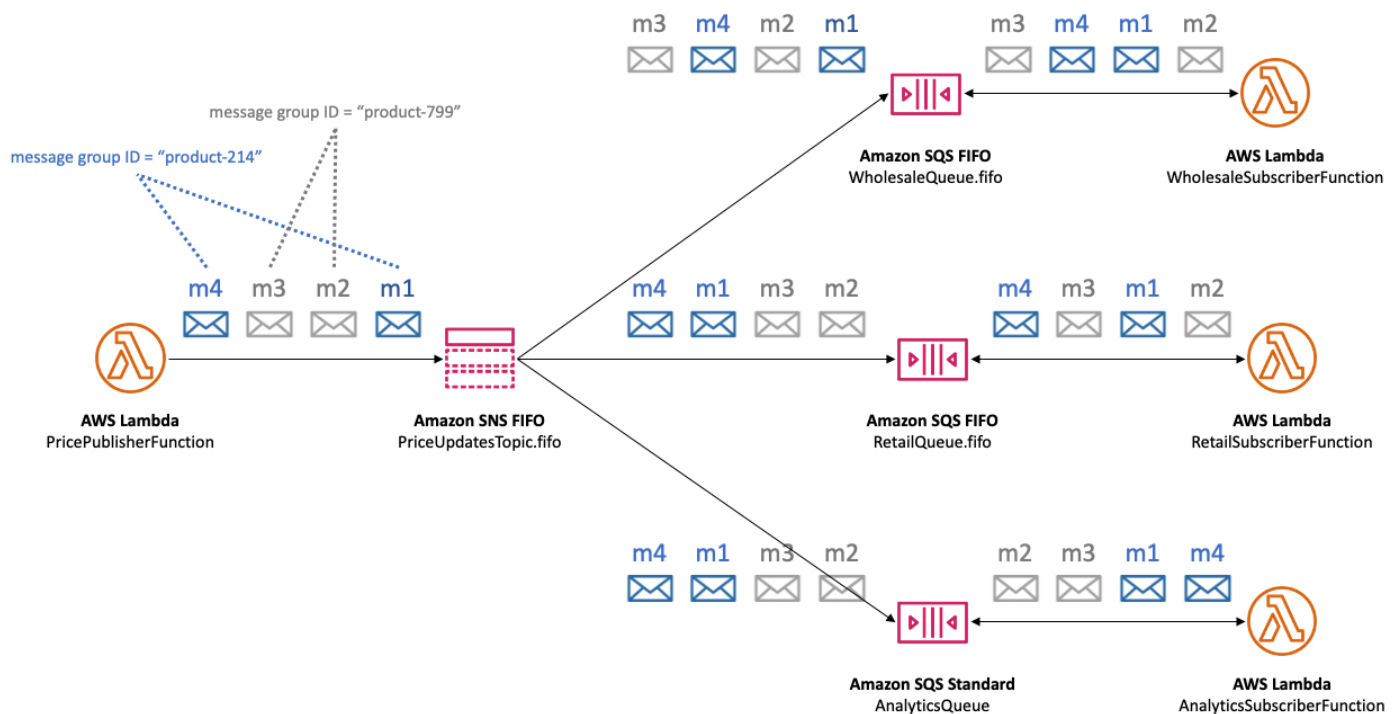 m3 m4 m2 m1
m3 m4 m1 m2
message group ID = “product-799”
message group ID = “product-214”
Amazon SQS FIFO
WholesaleQueue.fifo
AWS Lambda
WholesaleSubscriberFunction
m4 m3 m2 m1
m4 m1 m3 m2
m4 m3 m1 m2
AWS Lambda
PricePublisherFunction
Amazon SNS FIFO
PriceUpdatesTopic.fifo
Amazon SQS FIFO
RetailQueue.fifo
AWS Lambda
RetailSubscriberFunction
m4 m1 m3 m2
m2 m3 m1 m4
Amazon SQS Standard
AnalyticsQueue
AWS Lambda
AnalyticsSubscriberFunction